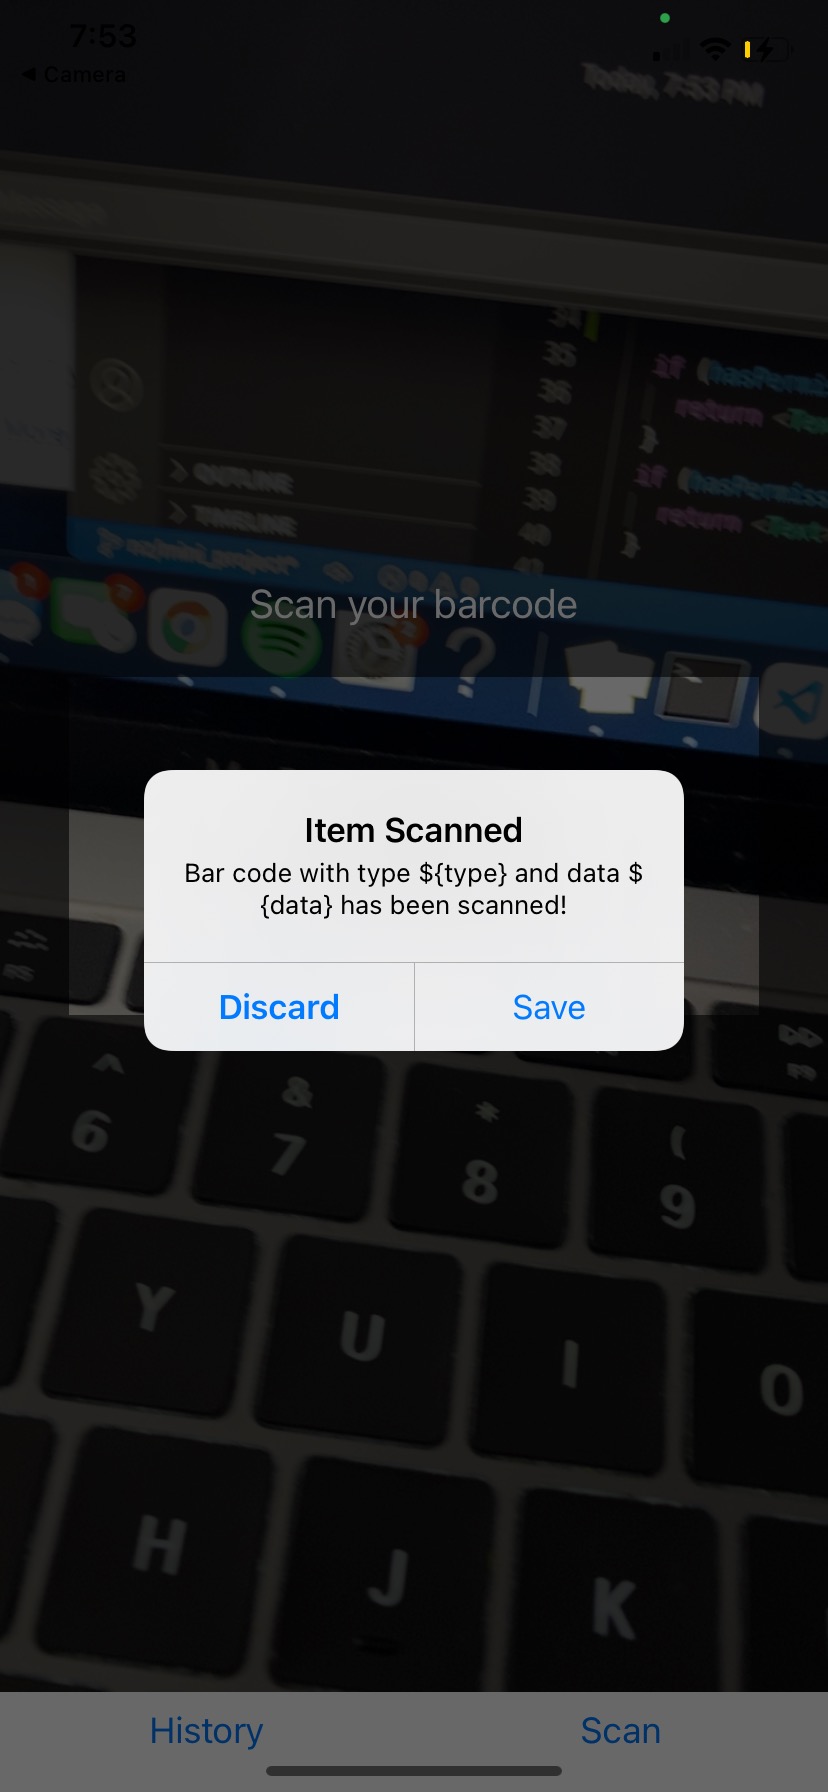 7:53
◀ Camera
Today, 7:53 PM
34
35
if (hasPermi
36
return <Te
37
}
38
if (hasPermiss
39
return <Text
40
}
> OUTLINE
> TIMELINE
Scan your barcode
Item Scanned
Bar code with type ${type} and data $
{data} has been scanned!
Discard
Save
^
&
*
(
6
7
8
9
Y
U
I
O
H
J
K
History
Scan